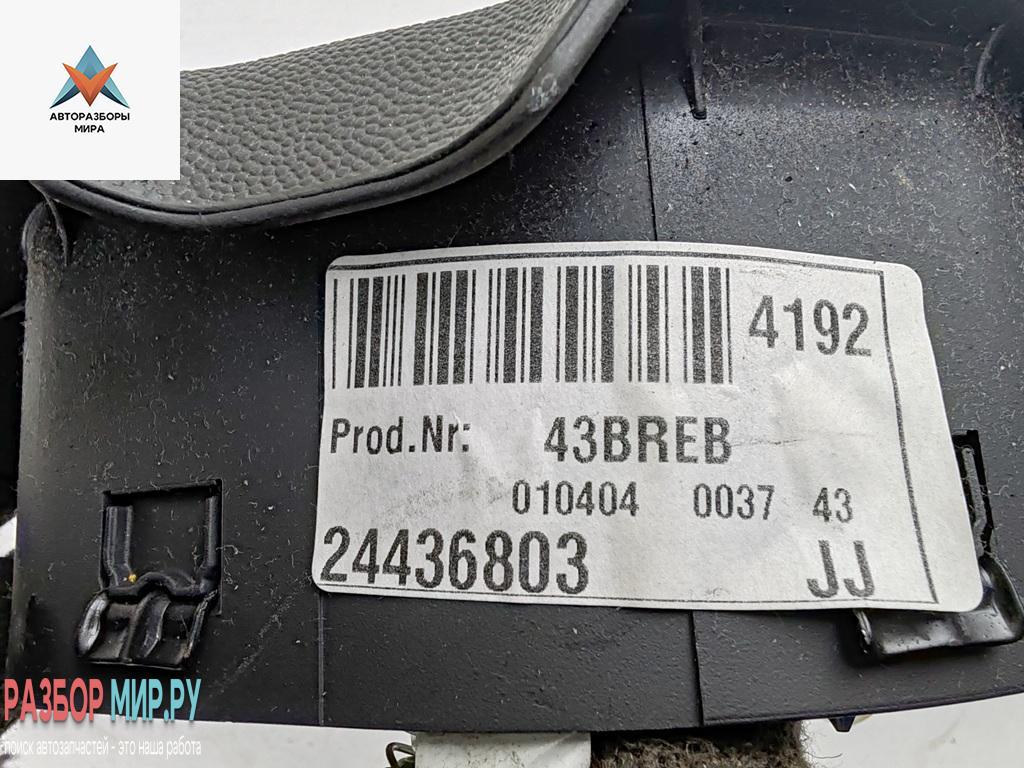 АВТОРАЗБОРЫ
МИРА
4192
Prod.Nr: 43BREB
010404 0037 43
24436803 JJ
РАЗБОР МИР.РУ
поиск автозапчастей - это наша работа